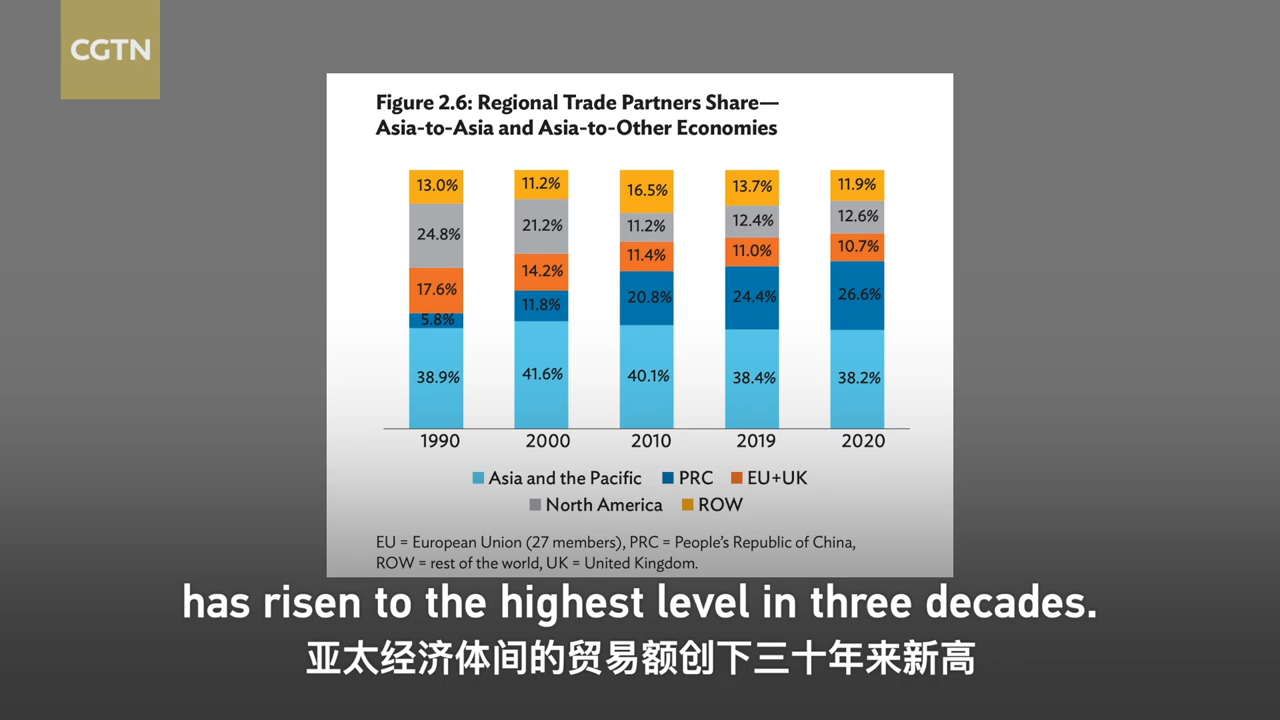 CGTN
Figure 2.6: Regional Trade Partners Share—
Asia-to-Asia and Asia-to-Other Economies
13.0% 11.2% 16.5% 13.7% 11.9%
24.8% 21.2% 11.2% 12.4% 12.6%
17.6% 14.2% 11.4% 11.0% 10.7%
5.8% 11.8% 20.8% 24.4% 26.6%
38.9% 41.6% 40.1% 38.4% 38.2%
1990 2000 2010 2019 2020
Asia and the Pacific PRC EU+UK
North America ROW
EU = European Union (27 members), PRC = People's Republic of China,
ROW = rest of the world, UK = United Kingdom.
has risen to the highest level in three decades.
亚太经济体间的贸易额创下三十年来新高